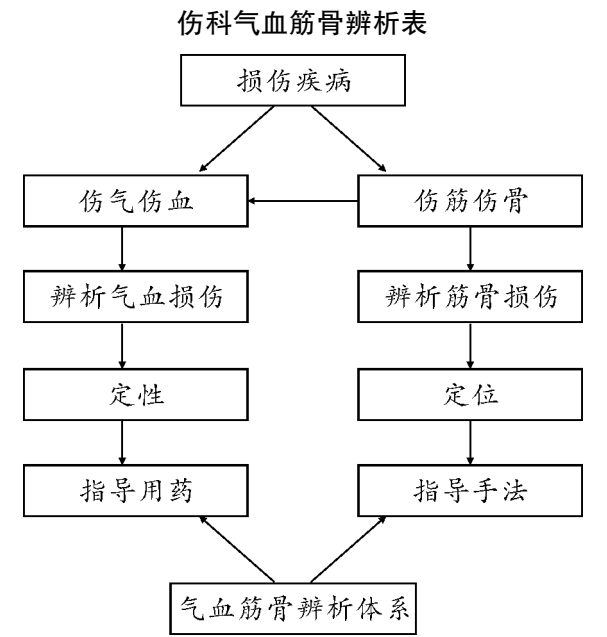 伤科气血筋骨辨析表
损伤疾病
伤气伤血
伤筋伤骨
辨析气血损伤
辨析筋骨损伤
定性
定位
指导用药
指导手法
气血筋骨辨析体系